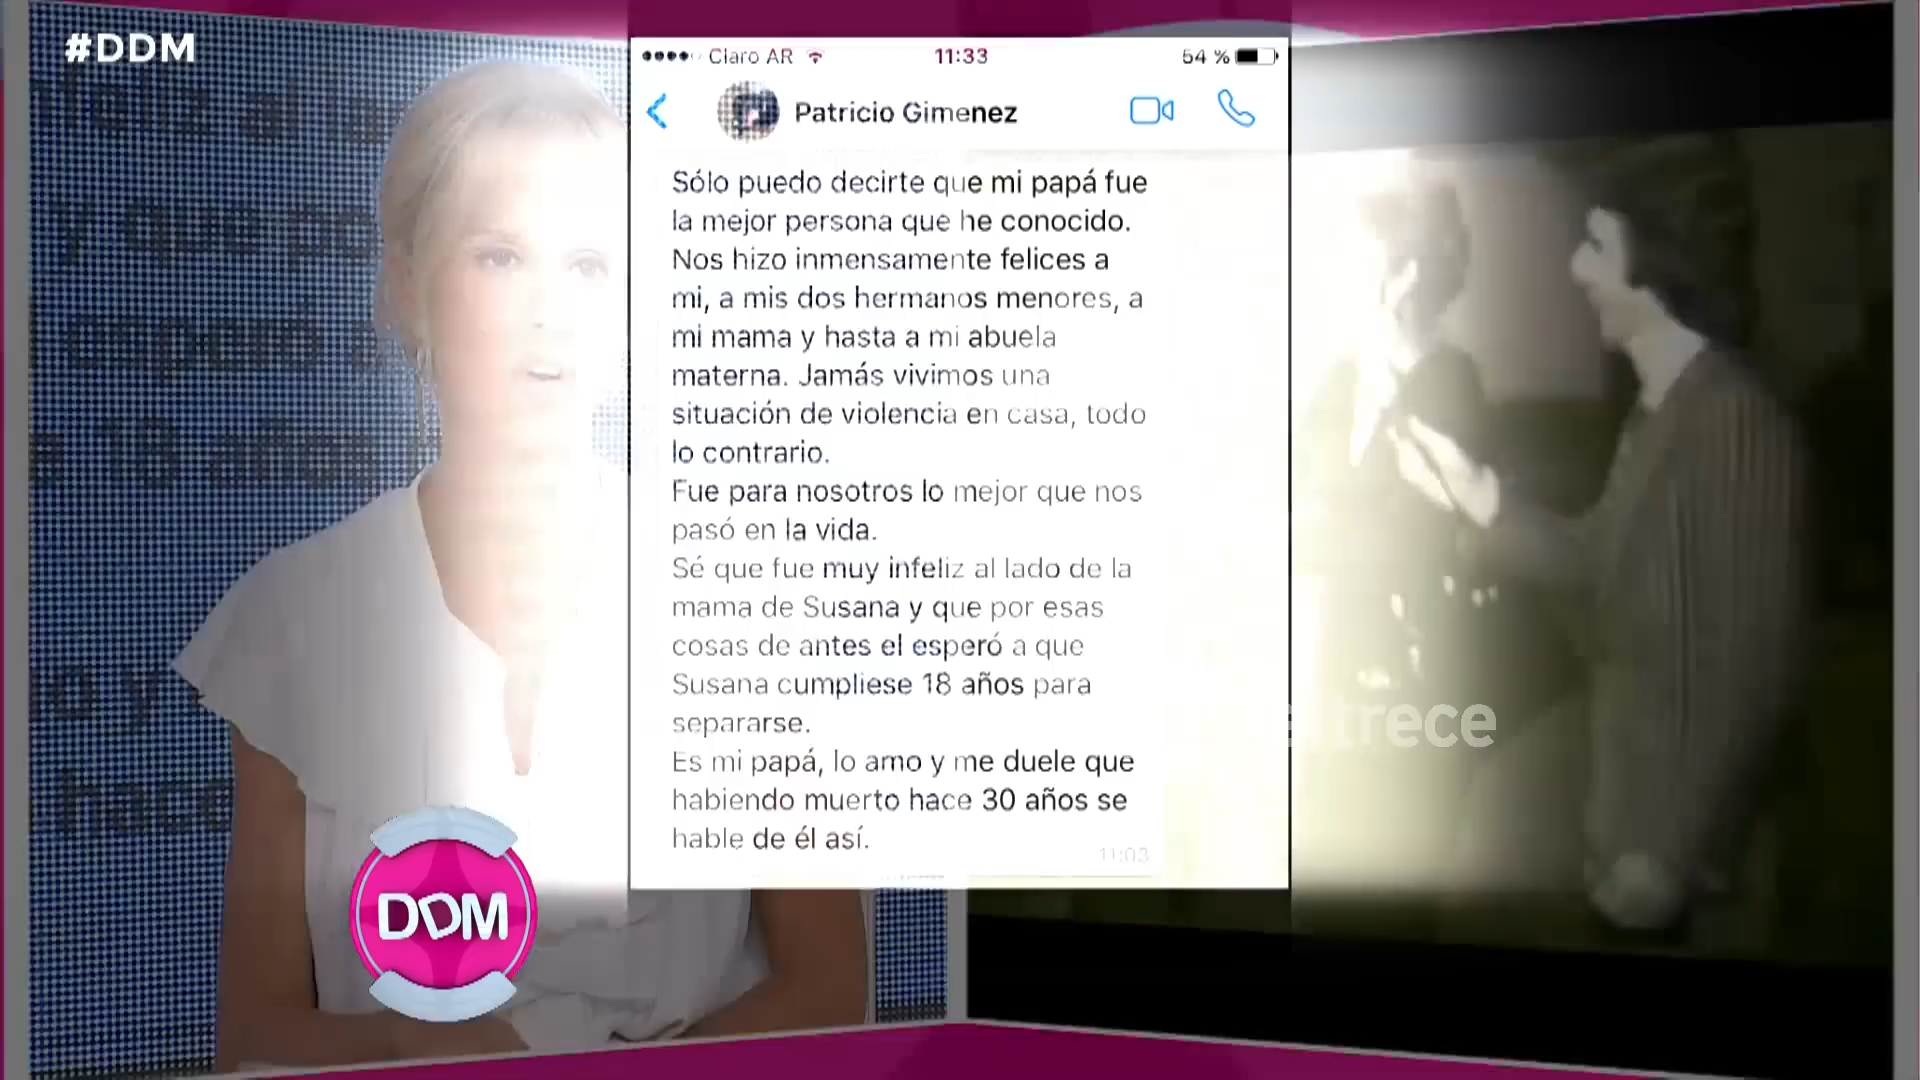 #DDM
Claro AR
11:33
54 %
Patricio Gimenez
Sólo puedo decirte que mi papá fue
la mejor persona que he conocido.
Nos hizo inmensamente felices a
mi, a mis dos hermanos menores, a
mi mama y hasta a mi abuela
materna. Jamás vivimos una
situación de violencia en casa, todo
lo contrario.
Fue para nosotros lo mejor que nos
pasó en la vida.
Sé que fue muy infeliz al lado de la
mama de Susana y que por esas
cosas de antes el esperó a que
Susana cumpliese 18 años para
separarse.
Es mi papá, lo amo y me duele que
habiendo muerto hace 30 años se
hable de él así.
11:03
trece
DDM